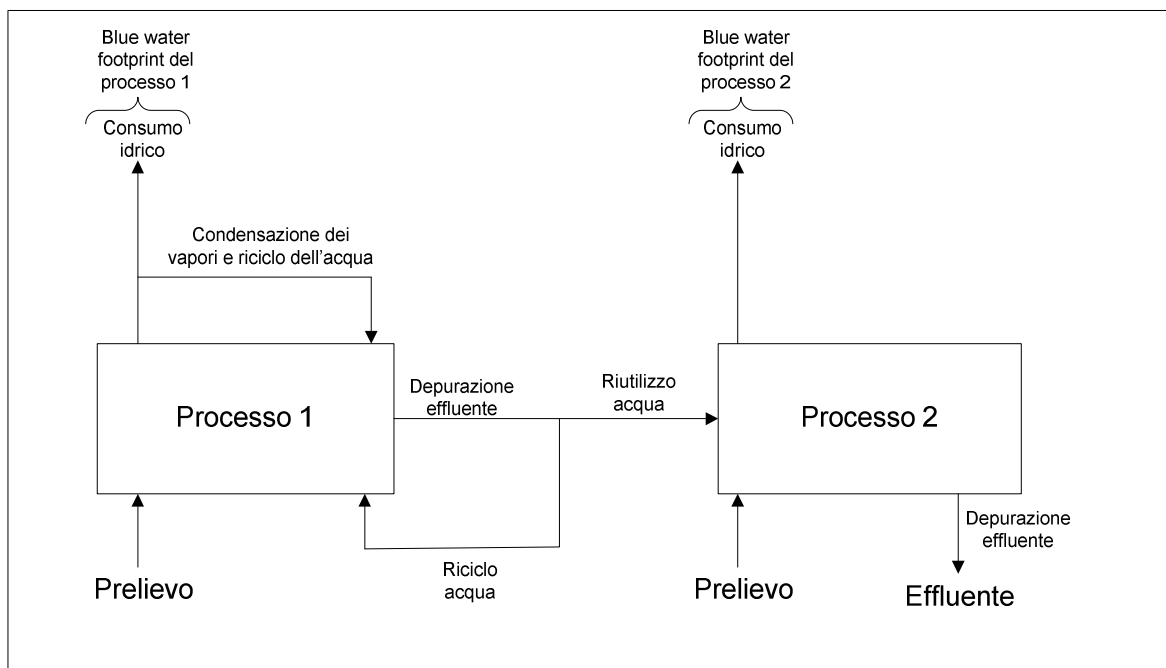 Blue water
footprint del
processo 1
Consumo
idrico
Blue water
footprint del
processo 2
Consumo
idrico
Condensazione dei
vapori e riciclo dell'acqua
Processo 1
Depurazione
effluente
Riutilizzo
acqua
Processo 2
Riciclo
acqua
Prelievo
Prelievo
Depurazione
effluente
Effluente